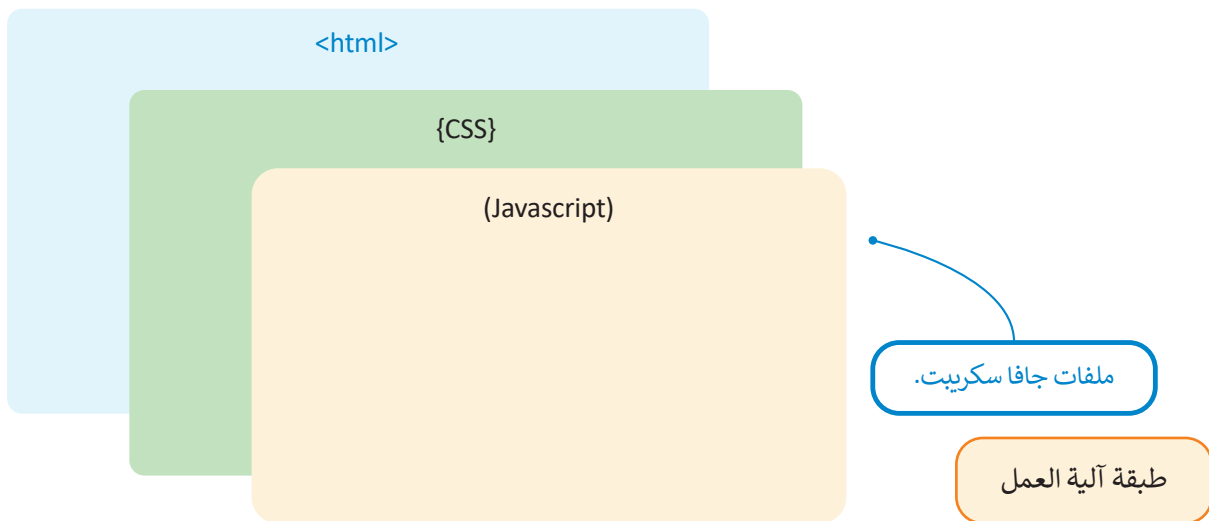 <html>
{CSS}
(Javascript)
ملفات جافا سكريبت.
طبقة آلية العمل